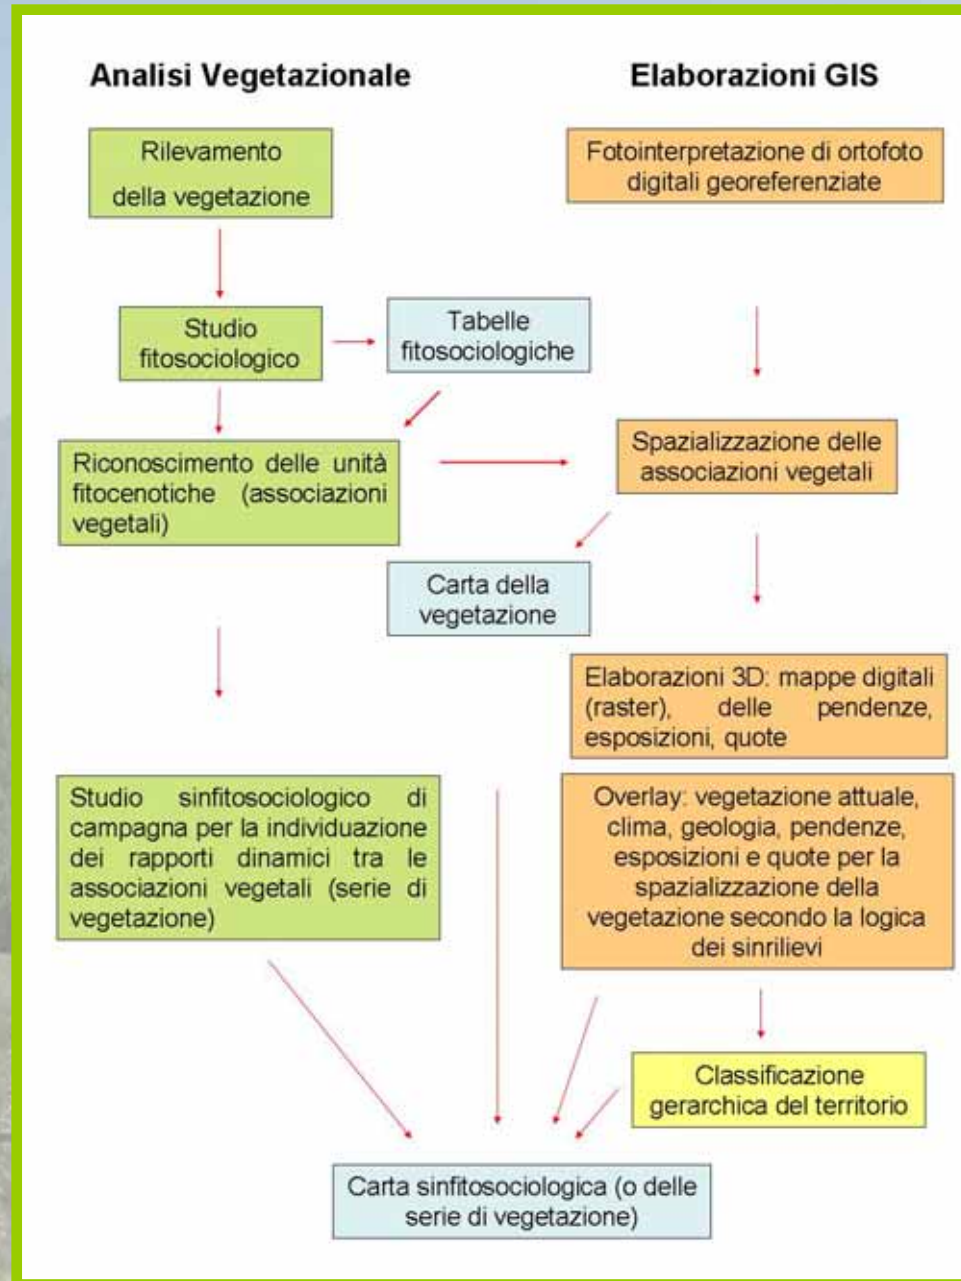 Analisi Vegetazionale
Elaborazioni GIS
Rilevamento
della vegetazione
Fotointerpretazione di ortofoto
digitali georeferenziate
Studio
fitosociologico
Tabelle
fitosociologiche
Riconoscimento delle unità
fitocenotiche (associazioni
vegetali)
Spazializzazione delle
associazioni vegetali
Carta della
vegetazione
Elaborazioni 3D: mappe digitali
(raster), delle pendenze,
esposizioni, quote
Studio sinfitosociologico di
campagna per la individuazione
dei rapporti dinamici tra le
associazioni vegetali (serie di
vegetazione)
Overlay: vegetazione attuale,
clima, geologia, pendenze,
esposizioni e quote per la
spazializzazione della
vegetazione secondo la logica
dei sinrilievi
Classificazione
gerarchica del territorio
Carta sinfitosociologica (o delle
serie di vegetazione)